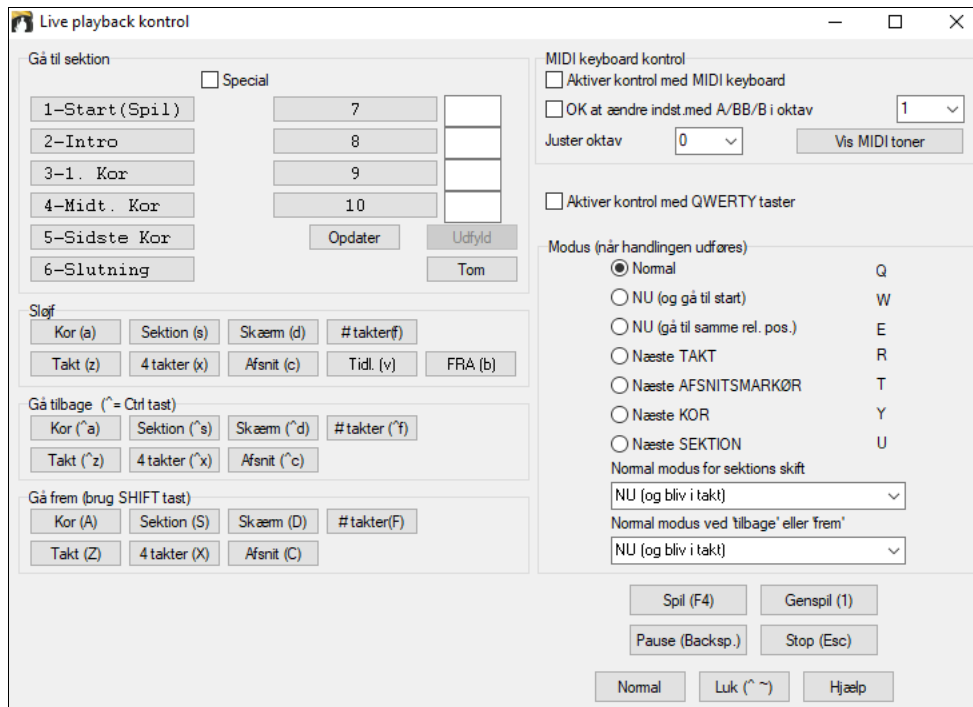 Live playback kontrol
Gå til sektion
Special
1-Start(Spil)
7
2-Intro
8
3-1. Kor
9
4-Midt. Kor
10
5-Sidste Kor
Opdater
Udfyld
6-Slutning
Tom
Sløjf
Kor (a)
Sektion (s)
Skærm (d)
# takter(f)
Takt (z)
4 takter (x)
Afsnit (c)
Tidl. (v)
FRA (b)
Gå tilbage (^= Ctrl tast)
Kor (^a)
Sektion (^s)
Skærm (^d)
# takter (^f)
Takt (^z)
4 takter (^x)
Afsnit (^c)
Gå frem (brug SHIFT tast)
Kor (A)
Sektion (S)
Skærm (D)
# takter(F)
Takt (Z)
4 takter (X)
Afsnit (C)
MIDI keyboard kontrol
Aktiver kontrol med MIDI keyboard
OK at ændre indst.med A/BB/B i oktav
1
Juster oktav
0
Vis MIDI toner
Aktiver kontrol med QWERTY taster
Modus (når handlingen udføres)
Normal
Q
NU (og gå til start)
W
NU (gå til samme rel. pos.)
E
Næste TAKT
R
Næste AFSNITSMARKØR
T
Næste KOR
Y
Næste SEKTION
U
Normal modus for sektions skift
NU (og bliv i takt)
Normal modus ved 'tilbage' eller 'frem'
NU (og bliv i takt)
Spil (F4)
Genspil (1)
Pause (Backsp.)
Stop (Esc)
Normal
Luk (^ ~)
Hjælp